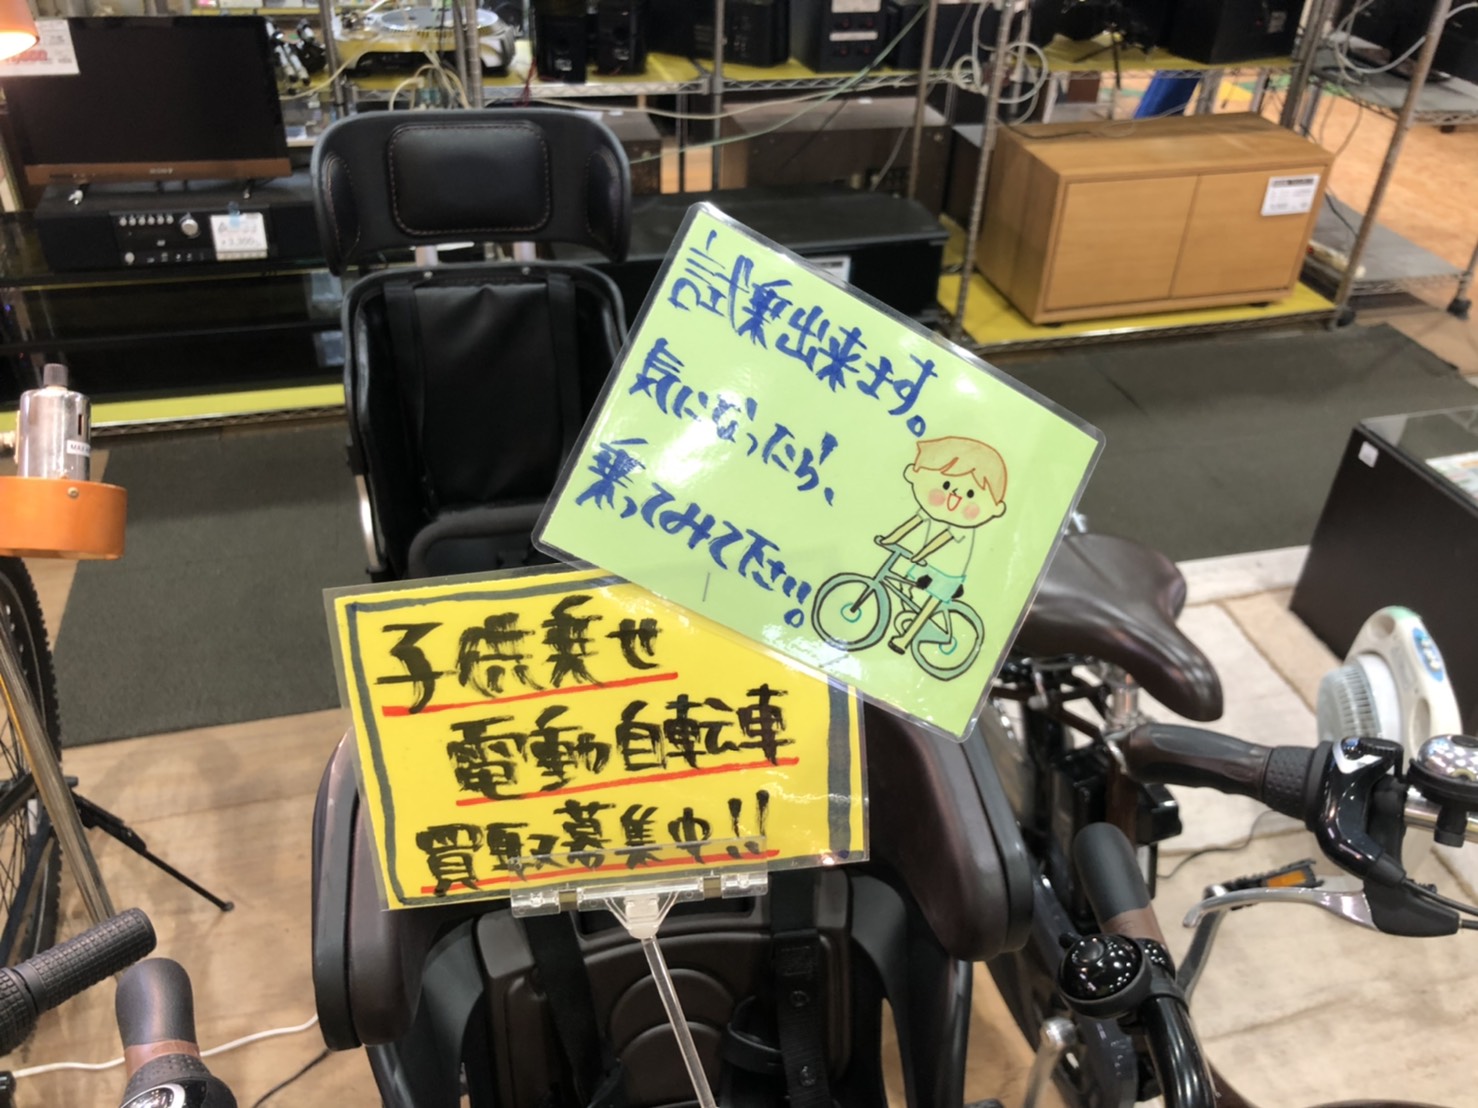 試乗出来ます。
気になったら、
乗ってみて下さい。
子供乗せ
電動自転車
買取募集中!!